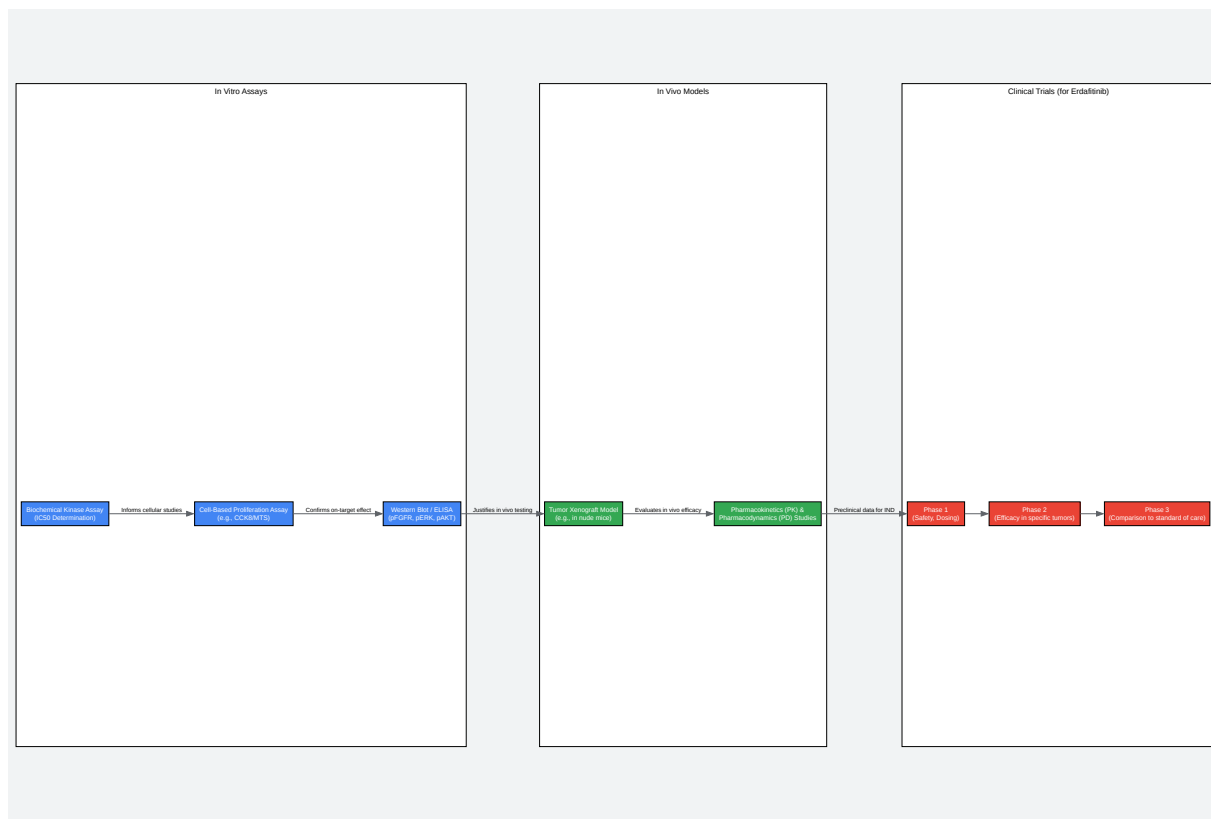 In Vitro Assays
In Vivo Models
Clinical Trials (for Erdafitinib)
Biochemical Kinase Assay
(IC50 Determination)
Informs cellular studies
Cell-Based Proliferation Assay
(e.g., CCK8/MTS)
Confirms on-target effect
Western Blot / ELISA
(pFGFR, pERK, pAKT)
Justifies in vivo testing
Tumor Xenograft Model
(e.g., in nude mice)
Evaluates in vivo efficacy
Pharmacokinetics (PK) &
Pharmacodynamics (PD) Studies
Preclinical data for IND
Phase 1
(Safety, Dosing)
Phase 2
(Efficacy in specific tumors)
Phase 3
(Comparison to standard of care)